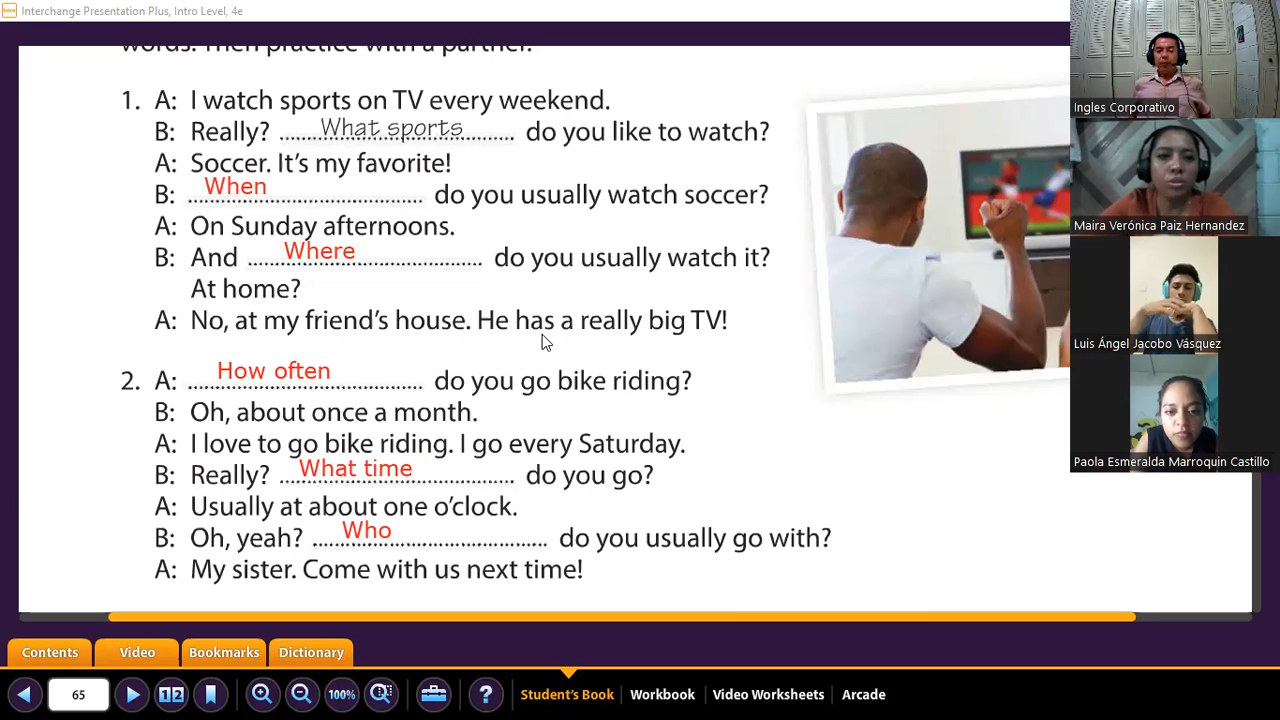 Interchange Presentation Plus, Intro Level, 4e
words. Then practice with a partner.
1. A: I watch sports on TV every weekend.
B: Really? What sports do you like to watch?
A: Soccer. It's my favorite!
B: When do you usually watch soccer?
A: On Sunday afternoons.
B: And Where do you usually watch it?
At home?
A: No, at my friend's house. He has a really big TV!
2. A: How often do you go bike riding?
B: Oh, about once a month.
A: I love to go bike riding. I go every Saturday.
B: Really? What time do you go?
A: Usually at about one o'clock.
B: Oh, yeah? Who do you usually go with?
A: My sister. Come with us next time!
Ingles Corporativo
Maira Verónica Paiz Hernandez
Luis Ángel Jacobo Vásquez
Paola Esmeralda Marroquin Castillo
Contents Video Bookmarks Dictionary
65 1 2 100% ? Student's Book Workbook Video Worksheets Arcade